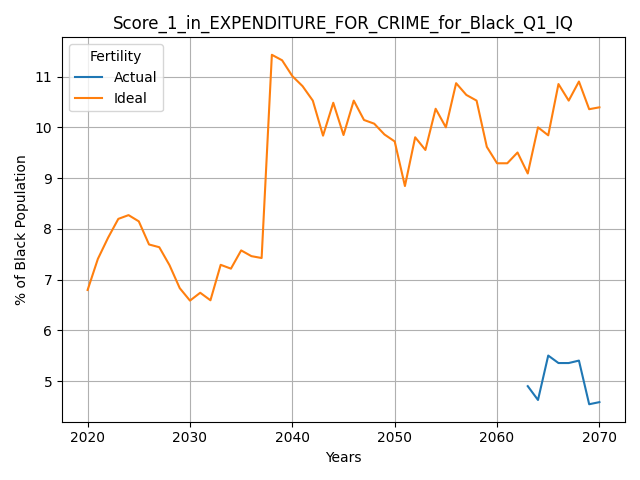 Score_1_in_EXPENDITURE_FOR_CRIME_for_Black_Q1_IQ
Fertility
Actual
Ideal
% of Black Population
11
10
9
8
7
6
5
2020 2030 2040 2050 2060 2070
Years